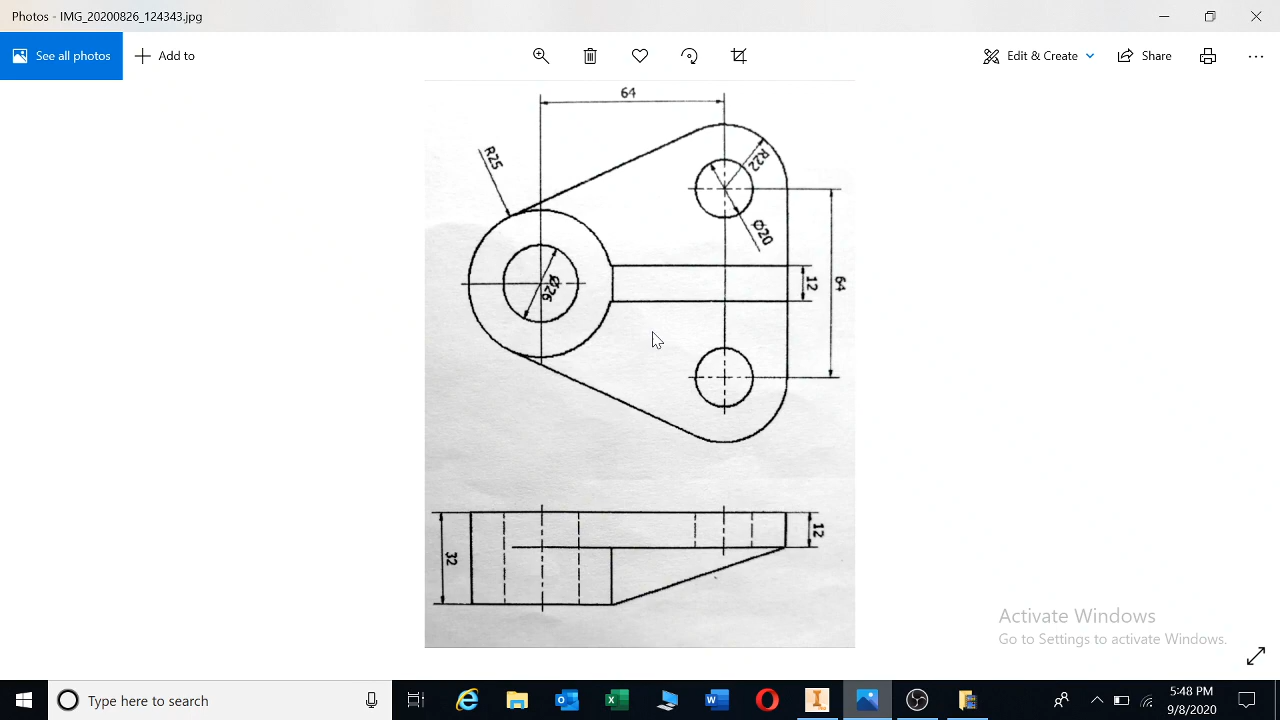 Photos - IMG_20200826_124343.jpg
See all photos
Add to
Edit & Create
Share
64
R25
R22
Ø20
Ø26
12
64
12
32
Activate Windows
Go to Settings to activate Windows.
Type here to search
5:48 PM
9/8/2020